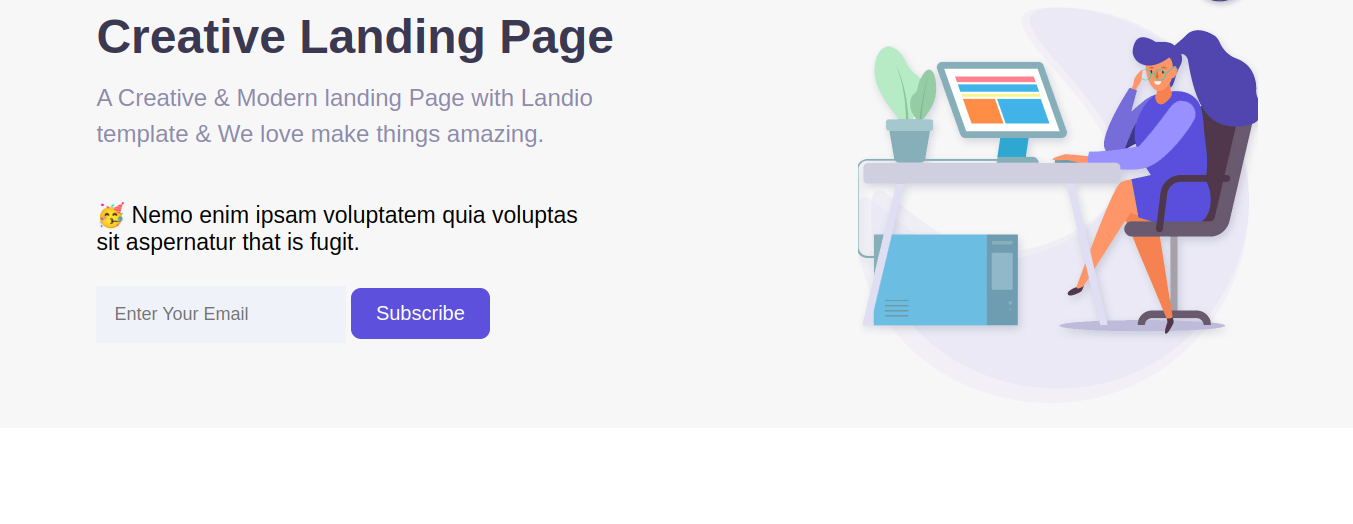 Creative Landing Page
A Creative & Modern landing Page with Landio
template & We love make things amazing.
🥳 Nemo enim ipsam voluptatem quia voluptas
sit aspernatur that is fugit.
Enter Your Email
Subscribe